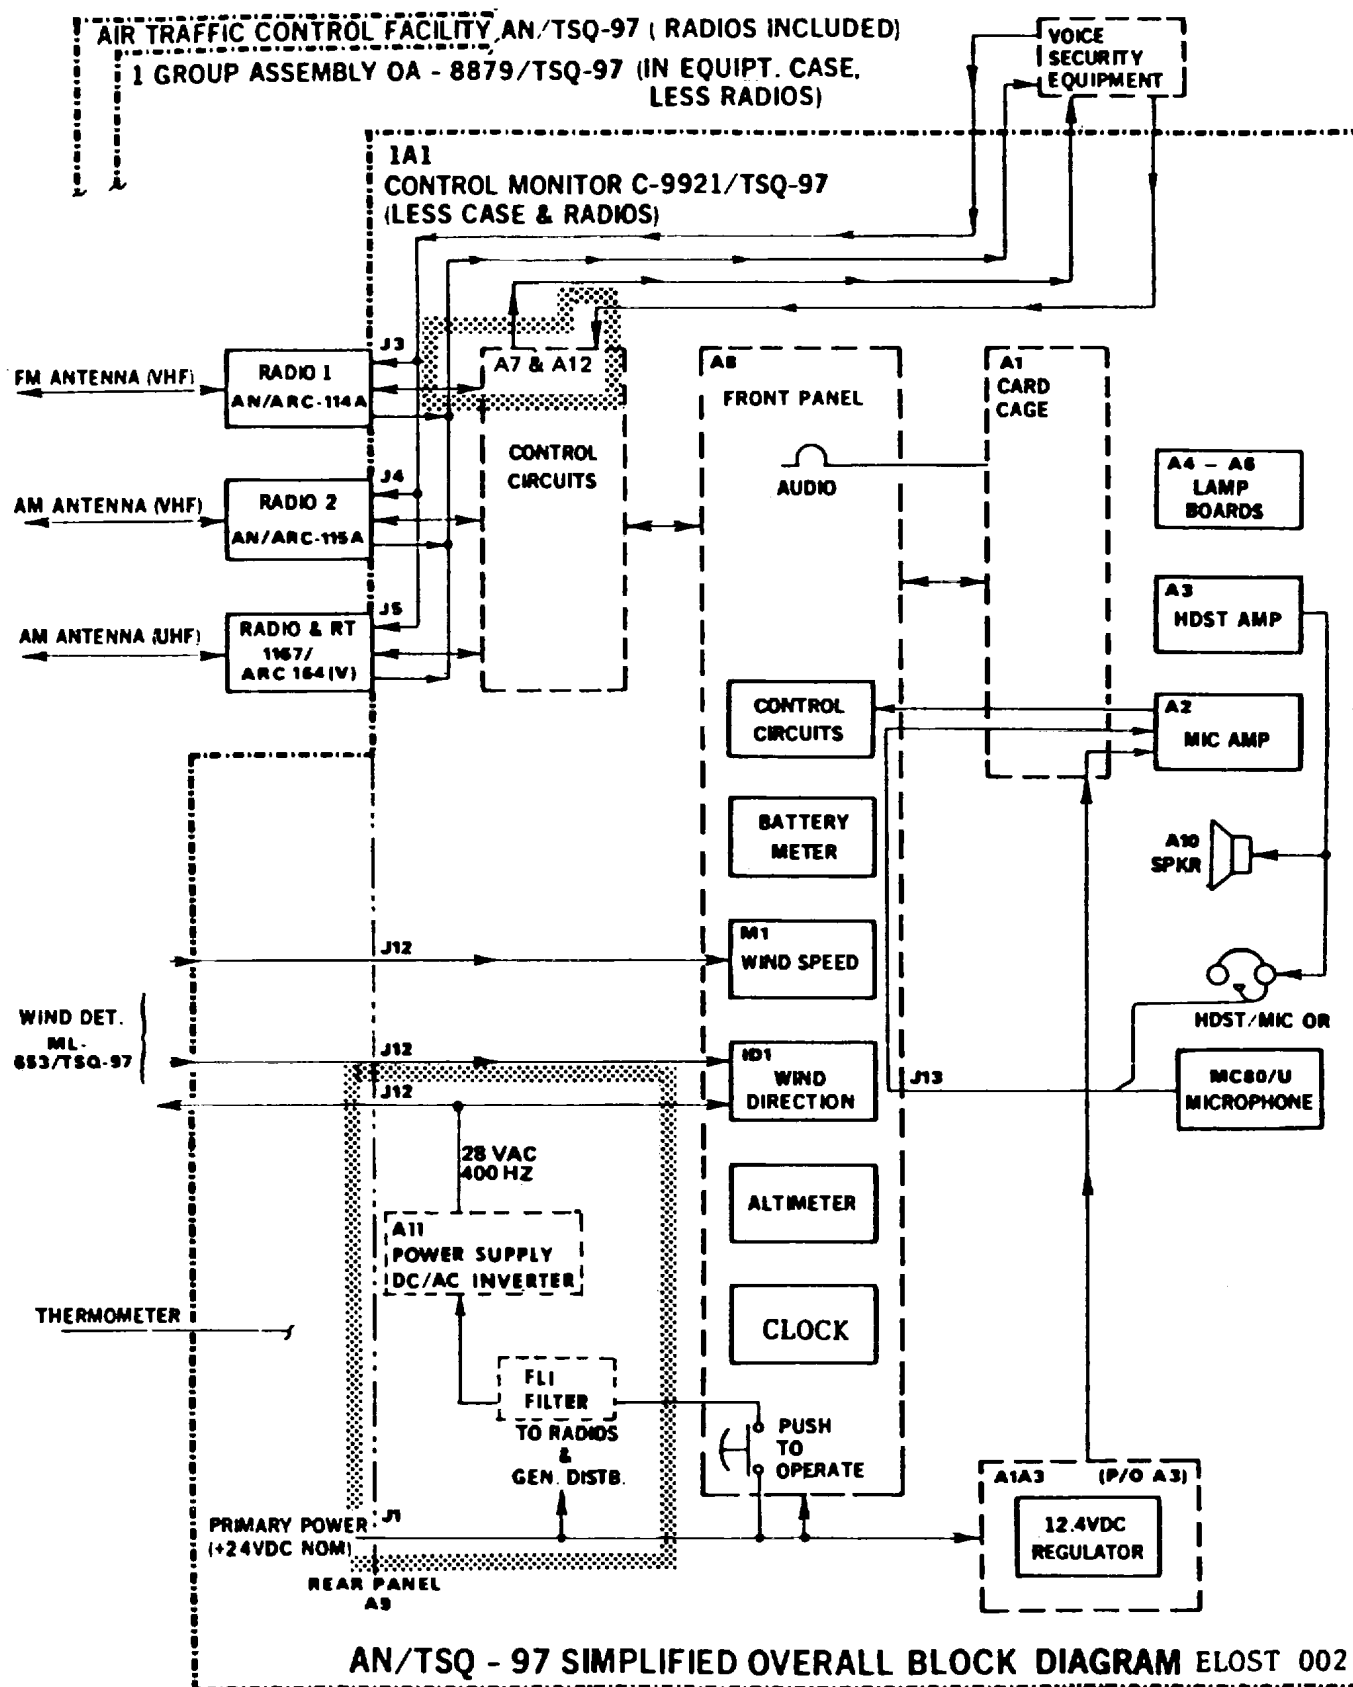 AIR TRAFFIC CONTROL FACILITY, AN/TSQ-97 ( RADIOS INCLUDED)
1 GROUP ASSEMBLY OA - 8879/TSQ-97 (IN EQUIPT. CASE,
LESS RADIOS)
VOICE
SECURITY
EQUIPMENT
1A1
CONTROL MONITOR C-9921/TSQ-97
(LESS CASE & RADIOS)
FM ANTENNA (VHF)
J3
RADIO 1
AN/ARC-114A
AM ANTENNA (VHF)
J4
RADIO 2
AN/ARC-115A
AM ANTENNA (UHF)
J5
RADIO & RT
1167/
ARC 164(V)
A7 & A12
CONTROL
CIRCUITS
A8
FRONT PANEL
AUDIO
A1
CARD
CAGE
A4 - A6
LAMP
BOARDS
A3
HDST AMP
A2
MIC AMP
CONTROL
CIRCUITS
BATTERY
METER
A10
SPKR
J12
M1
WIND SPEED
WIND DET.
ML-
653/TSQ-97
J12
J12
ID1
WIND
DIRECTION
J13
HDST/MIC OR
MC80/U
MICROPHONE
28 VAC
400 HZ
A11
POWER SUPPLY
DC/AC INVERTER
ALTIMETER
THERMOMETER
CLOCK
FL1
FILTER
TO RADIOS
&
GEN. DISTB.
PUSH
TO
OPERATE
J1
PRIMARY POWER
(+24VDC NOM)
REAR PANEL
A9
A1A3 (P/O A3)
12.4VDC
REGULATOR
AN/TSQ - 97 SIMPLIFIED OVERALL BLOCK DIAGRAM ELOST 002